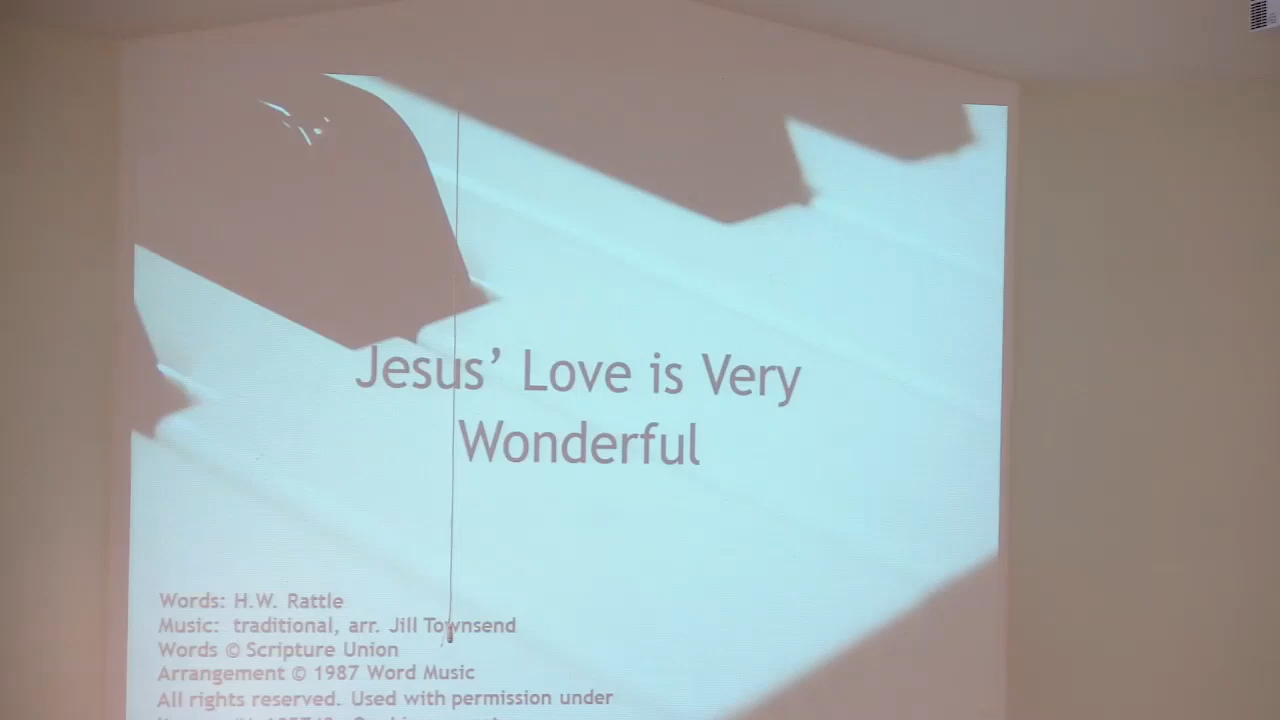 Jesus’ Love is Very
Wonderful
Words: H.W. Rattle
Music: traditional, arr. Jill Townsend
Words © Scripture Union
Arrangement © 1987 Word Music
All rights reserved. Used with permission under